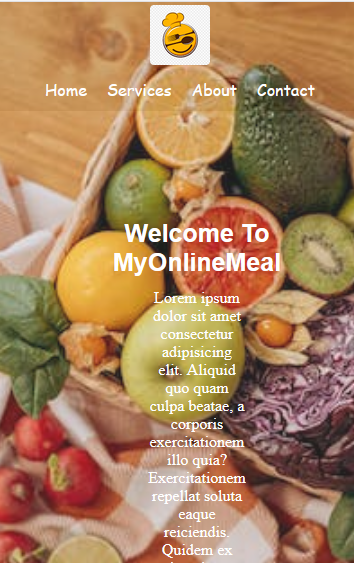 Home Services About Contact
Welcome To
MyOnlineMeal
Lorem ipsum
dolor sit amet
consectetur
adipisicing
elit. Aliquid
quo quam
culpa beatae, a
corporis
exercitationem
illo quia?
Exercitationem
repellat soluta
eaque
reiciendis.
Quidem ex